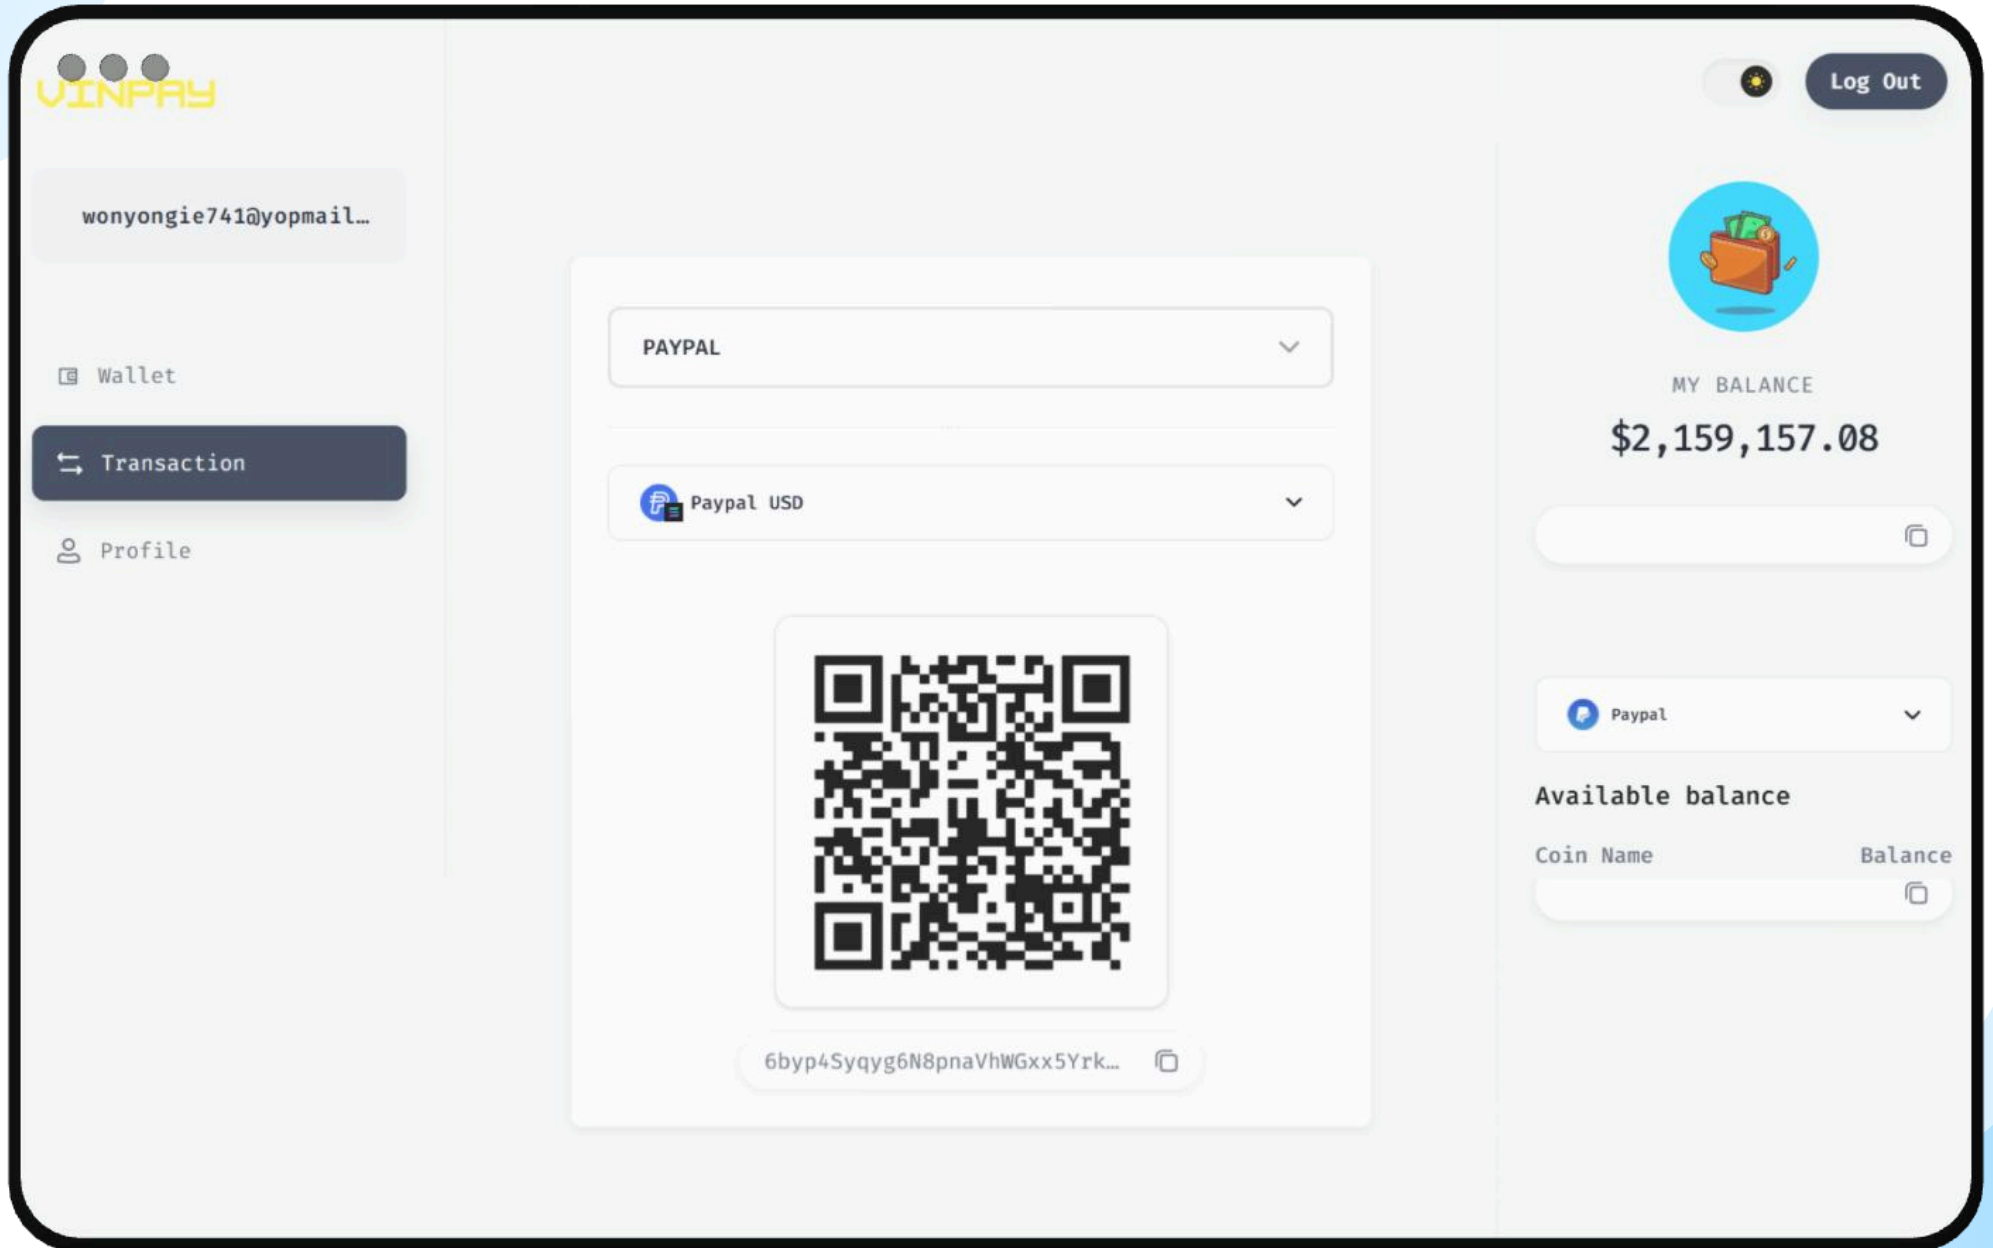 VINPAY
Log Out
wonyongie741@yopmail…
Wallet
Transaction
Profile
PAYPAL
Paypal USD
6byp4Syqyg6N8pnaVhWGxx5Yrk…
MY BALANCE
$2,159,157.08
Paypal
Available balance
Coin Name Balance